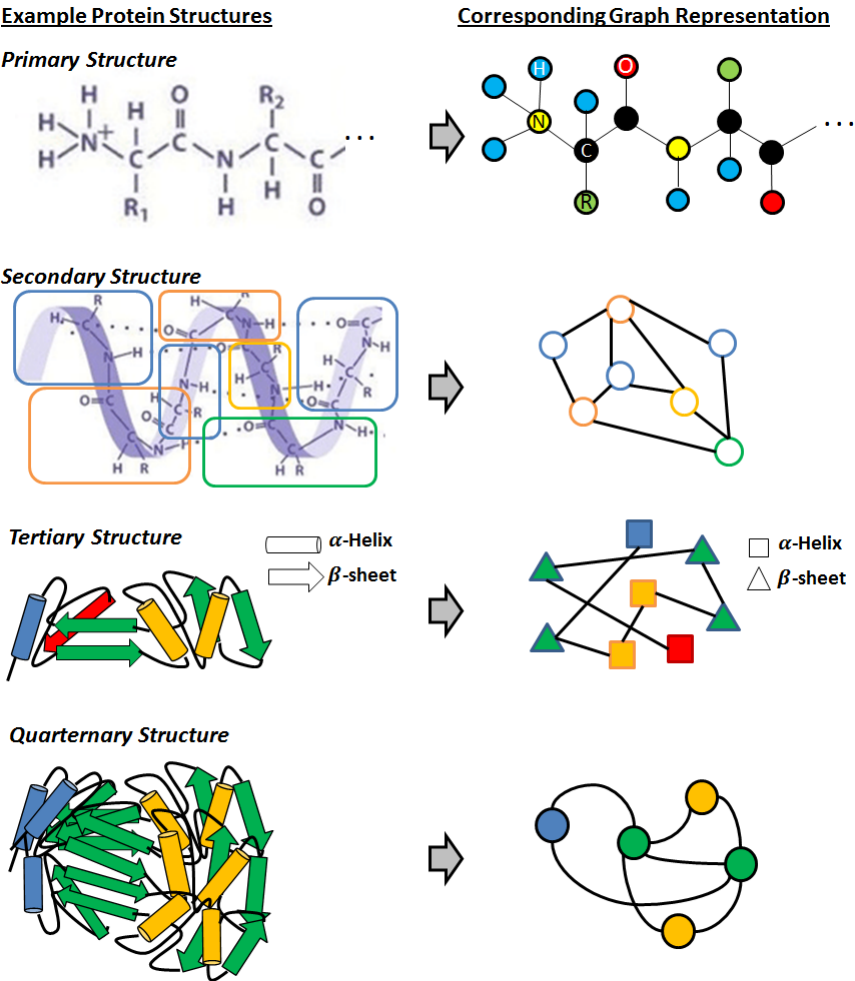 Example Protein Structures
Corresponding Graph Representation
Primary Structure
H H O R₂
H N + C C N C C ...
H R₁ H H O
H O
N
C
R
...
Secondary Structure
R H R
H C O C N H O C
N H O C N H
C R H
O C H N H H C
H C R N H R
O C O C O C
C N H C N H
H R H R
Tertiary Structure
α-Helix
β-sheet
α-Helix
β-sheet
Quarternary Structure